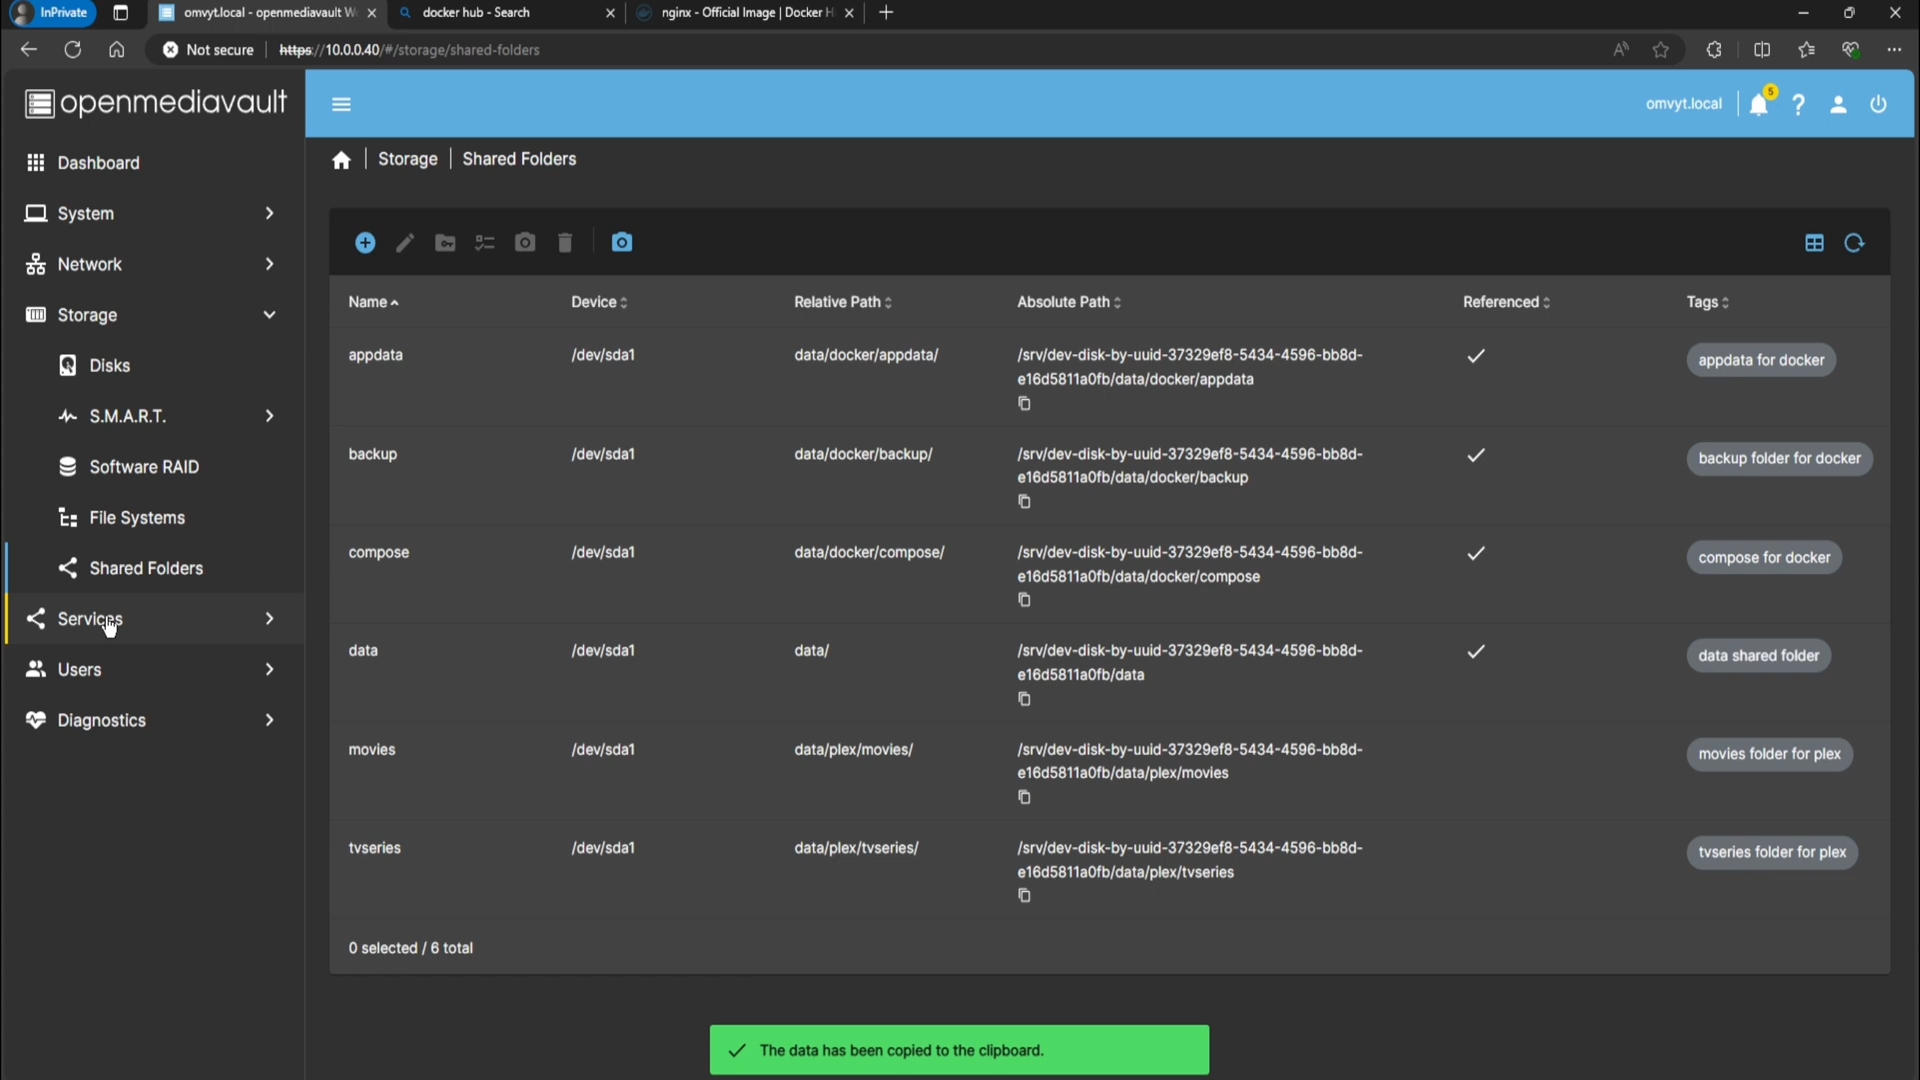 InPrivate
omvyt.local - openmediavault W
docker hub - Search
nginx - Official Image | Docker H
Not secure
https://10.0.0.40/#/storage/shared-folders
openmediavault
omvyt.local
5
Dashboard
System
Network
Storage
Disks
S.M.A.R.T.
Software RAID
File Systems
Shared Folders
Services
Users
Diagnostics
Storage | Shared Folders
Name Device Relative Path Absolute Path Referenced Tags
appdata /dev/sda1 data/docker/appdata/ /srv/dev-disk-by-uuid-37329ef8-5434-4596-bb8d- appdata for docker
e16d5811a0fb/data/docker/appdata
backup /dev/sda1 data/docker/backup/ /srv/dev-disk-by-uuid-37329ef8-5434-4596-bb8d- backup folder for docker
e16d5811a0fb/data/docker/backup
compose /dev/sda1 data/docker/compose/ /srv/dev-disk-by-uuid-37329ef8-5434-4596-bb8d- compose for docker
e16d5811a0fb/data/docker/compose
data /dev/sda1 data/ /srv/dev-disk-by-uuid-37329ef8-5434-4596-bb8d- data shared folder
e16d5811a0fb/data
movies /dev/sda1 data/plex/movies/ /srv/dev-disk-by-uuid-37329ef8-5434-4596-bb8d- movies folder for plex
e16d5811a0fb/data/plex/movies
tvseries /dev/sda1 data/plex/tvseries/ /srv/dev-disk-by-uuid-37329ef8-5434-4596-bb8d- tvseries folder for plex
e16d5811a0fb/data/plex/tvseries
0 selected / 6 total
The data has been copied to the clipboard.